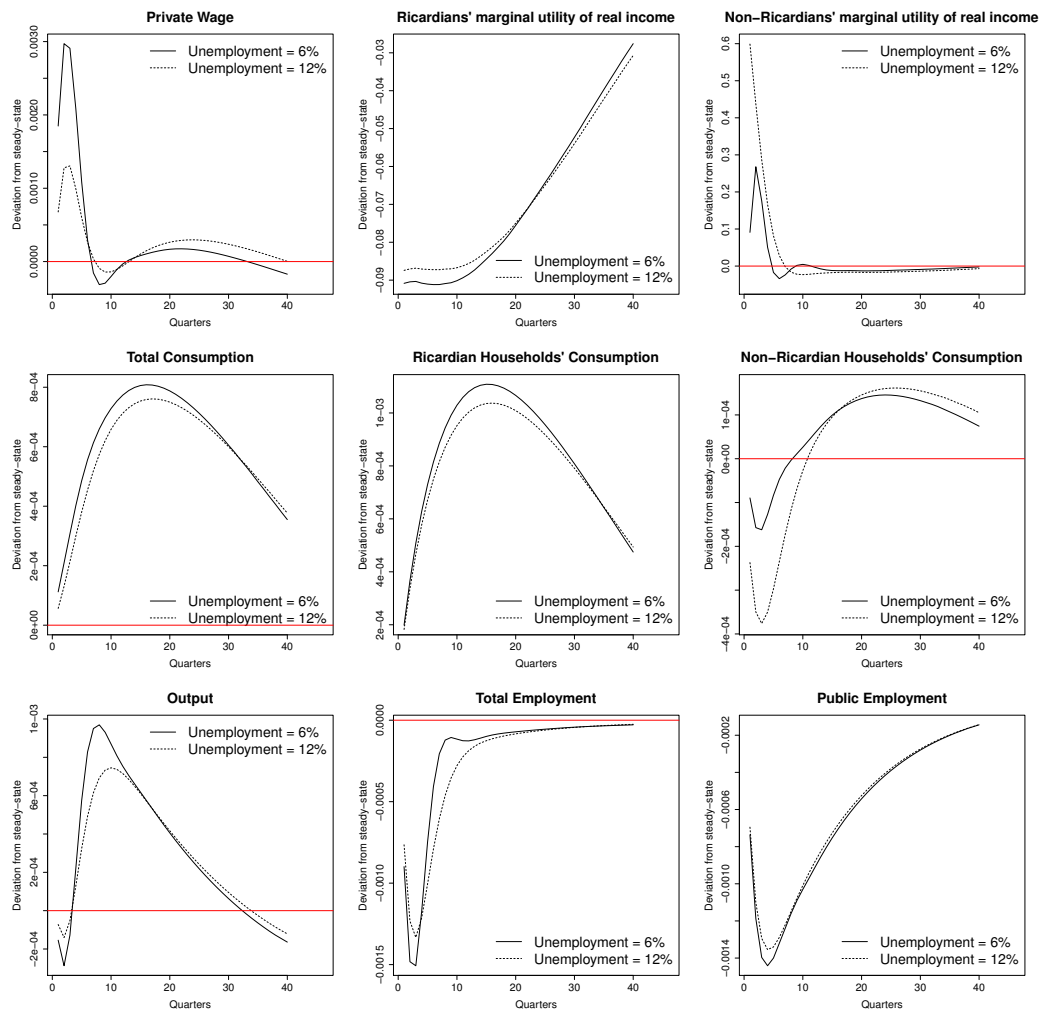 Private Wage
Deviation from steady−state
0.0000 0.0010 0.0020 0.0030
Unemployment = 6%
Unemployment = 12%
0 10 20 30 40
Quarters
Ricardians' marginal utility of real income
Deviation from steady−state
−0.09 −0.08 −0.07 −0.06 −0.05 −0.04 −0.03
Unemployment = 6%
Unemployment = 12%
0 10 20 30 40
Quarters
Non−Ricardians' marginal utility of real income
Deviation from steady−state
0.0 0.1 0.2 0.3 0.4 0.5 0.6
Unemployment = 6%
Unemployment = 12%
0 10 20 30 40
Quarters
Total Consumption
Deviation from steady−state
0e+00 2e−04 4e−04 6e−04 8e−04
Unemployment = 6%
Unemployment = 12%
0 10 20 30 40
Quarters
Ricardian Households' Consumption
Deviation from steady−state
2e−04 4e−04 6e−04 8e−04 1e−03
Unemployment = 6%
Unemployment = 12%
0 10 20 30 40
Quarters
Non−Ricardian Households' Consumption
Deviation from steady−state
−4e−04 −2e−04 0e+00 1e−04
Unemployment = 6%
Unemployment = 12%
0 10 20 30 40
Quarters
Output
Deviation from steady−state
−2e−04 2e−04 6e−04 1e−03
Unemployment = 6%
Unemployment = 12%
0 10 20 30 40
Quarters
Total Employment
Deviation from steady−state
−0.0015 −0.0010 −0.0005 0.0000
Unemployment = 6%
Unemployment = 12%
0 10 20 30 40
Quarters
Public Employment
Deviation from steady−state
−0.0014 −0.0010 −0.0006 −0.0002
Unemployment = 6%
Unemployment = 12%
0 10 20 30 40
Quarters